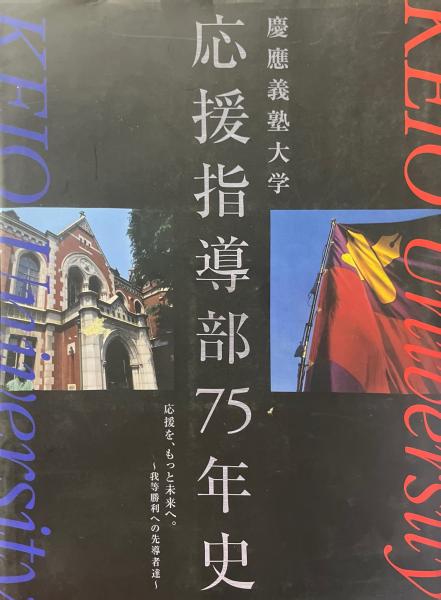 慶應義塾大学
応援指導部75年史
応援を、もっと未来へ。
~我等勝利への先導者達~
KEIO University
KEIO University